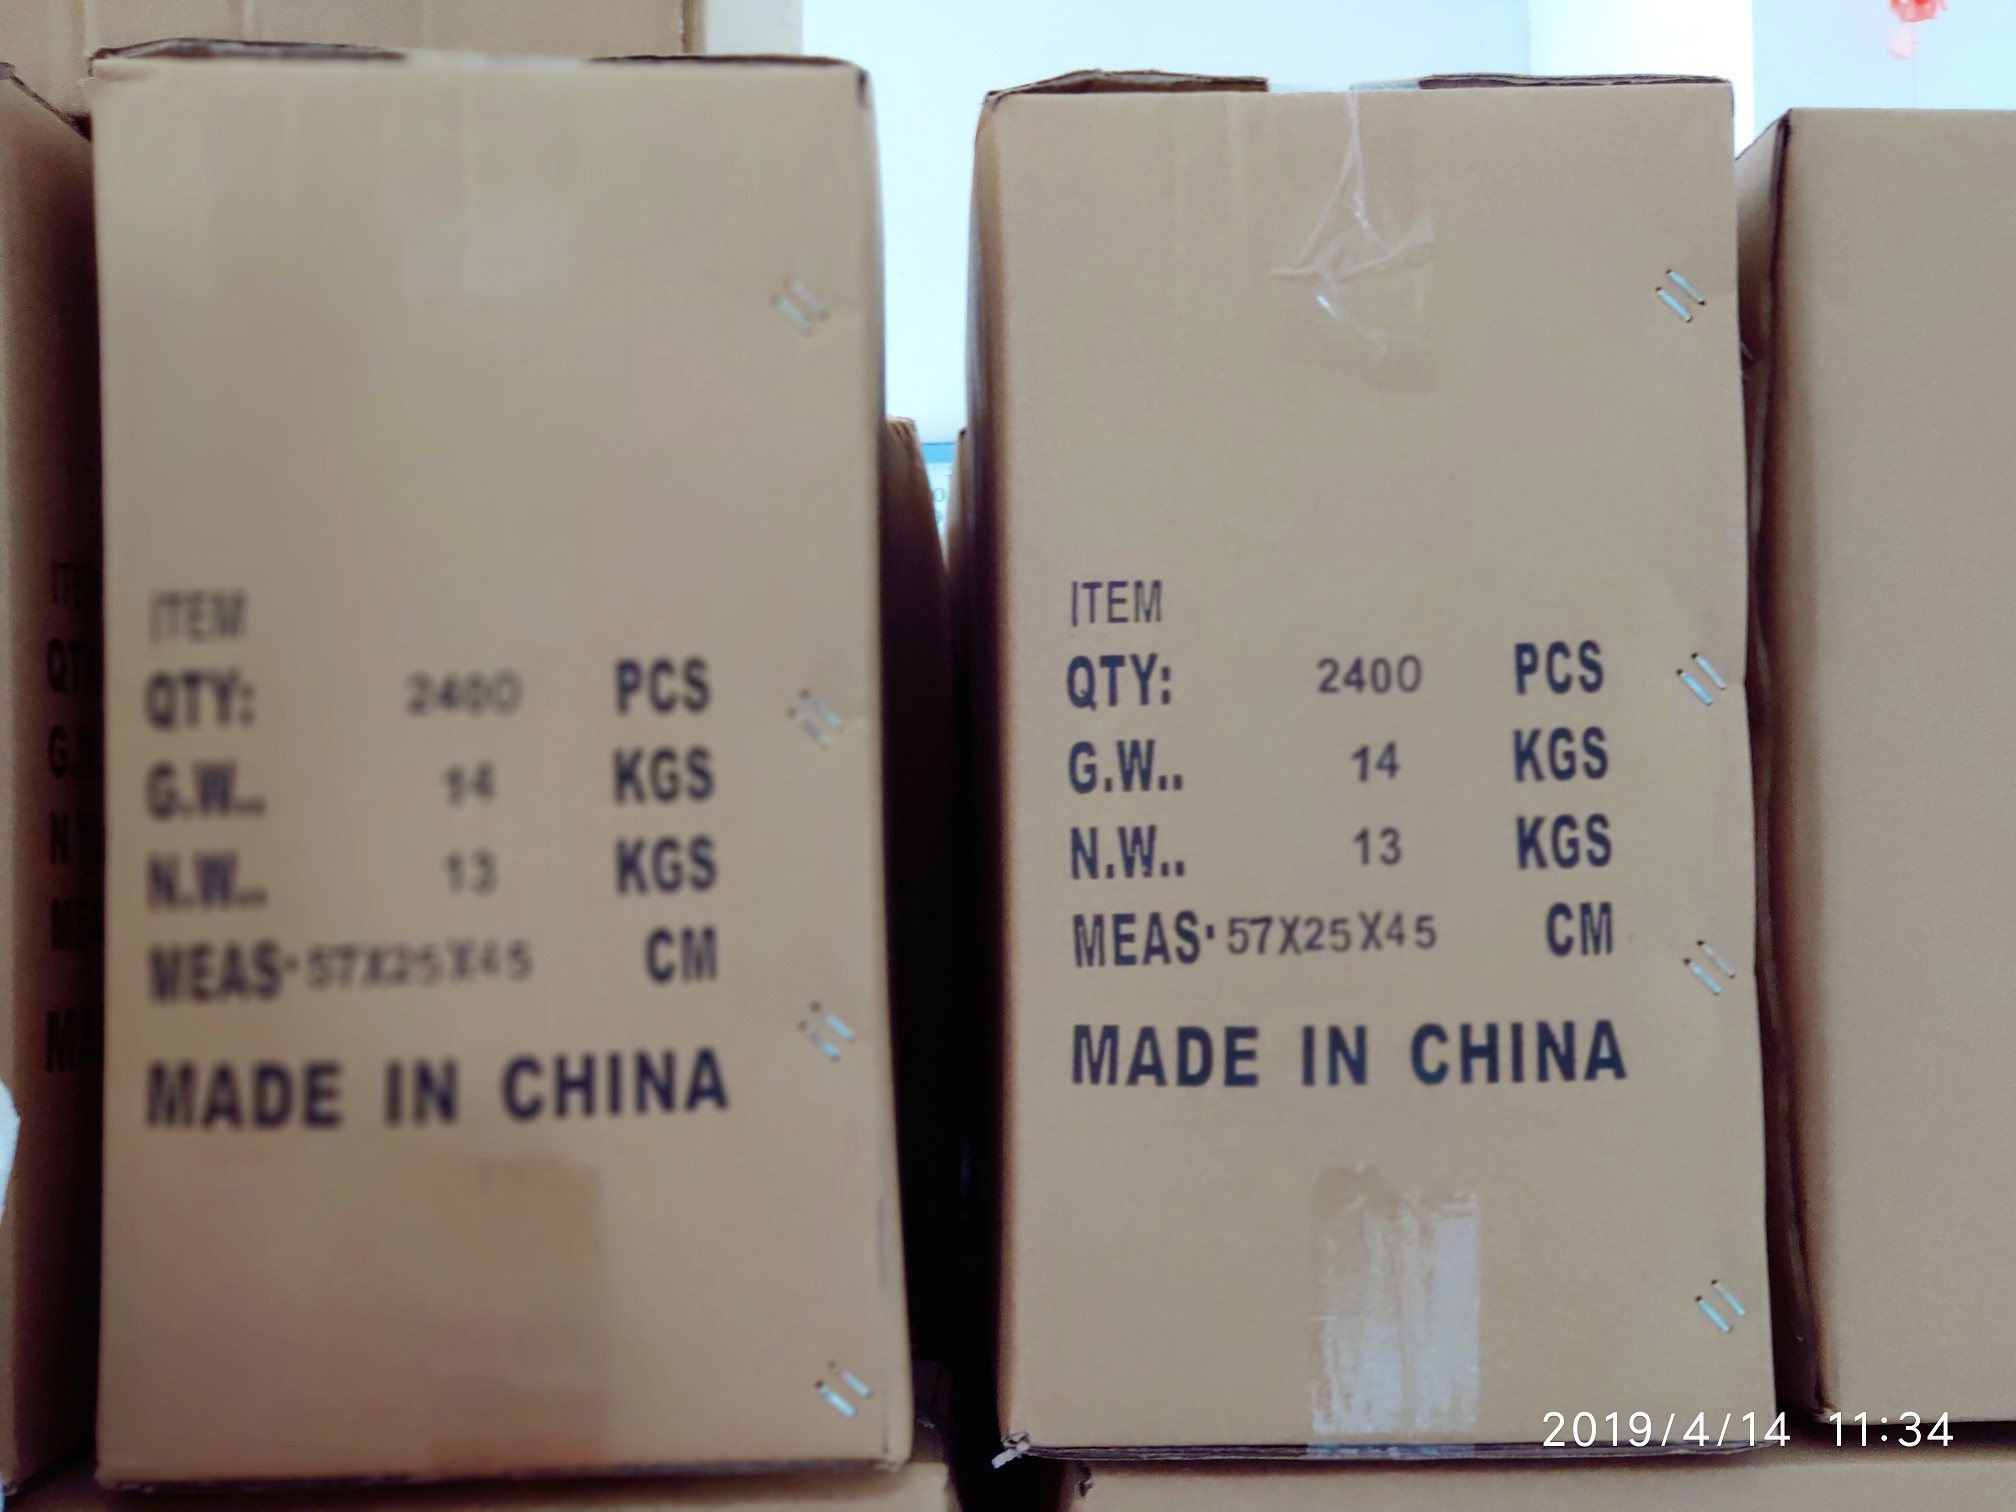 ITEM
QTY: 2400 PCS
G.W.. 14 KGS
N.W.. 13 KGS
MEAS· 57X25X45 CM
MADE IN CHINA
ITEM
QTY: 2400 PCS
G.W.. 14 KGS
N.W.. 13 KGS
MEAS· 57X25X45 CM
MADE IN CHINA
2019/4/14 11:34